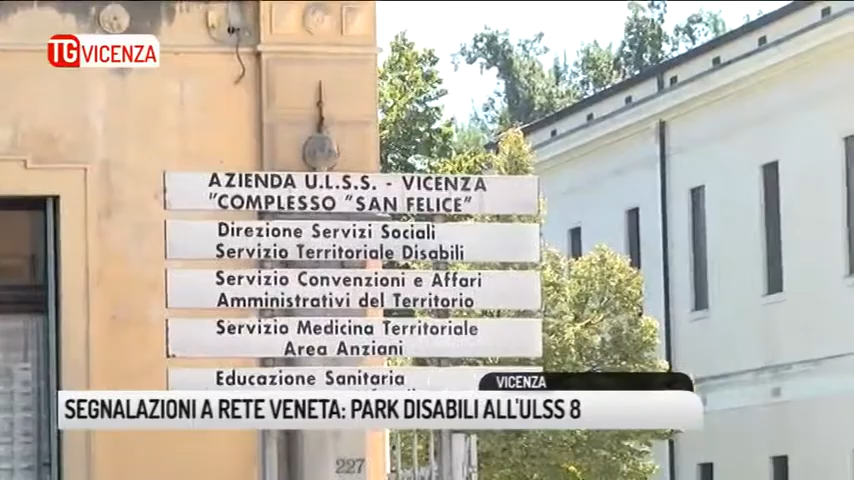 TG VICENZA
AZIENDA U.L.S.S. - VICENZA
"COMPLESSO "SAN FELICE"
Direzione Servizi Sociali
Servizio Territoriale Disabili
Servizio Convenzioni e Affari
Amministrativi del Territorio
Servizio Medicina Territoriale
Area Anziani
Educazione Sanitaria
VICENZA
SEGNALAZIONI A RETE VENETA: PARK DISABILI ALL'ULSS 8
227